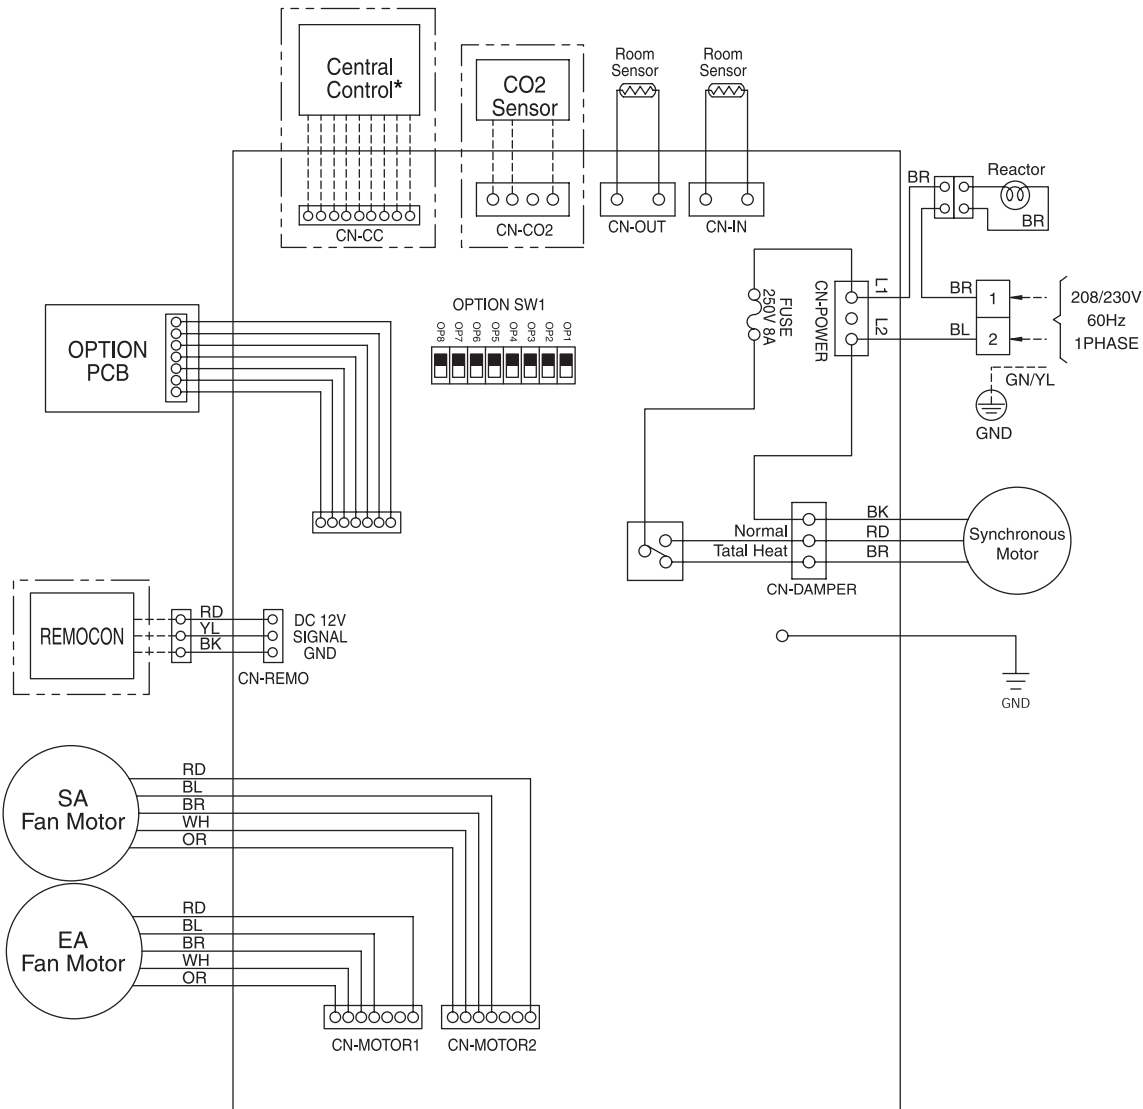 Central
Control*
CN-CC
CO2
Sensor
CN-CO2
Room
Sensor
CN-OUT
Room
Sensor
CN-IN
BR
Reactor
BR
OPTION
PCB
OPTION SW1
OP8
OP7
OP6
OP5
OP4
OP3
OP2
OP1
FUSE
250V 8A
CN-POWER
L1
L2
BR
1
BL
2
208/230V
60Hz
1PHASE
GN/YL
GND
Normal
Tatal Heat
CN-DAMPER
BK
RD
BR
Synchronous
Motor
GND
REMOCON
RD
YL
BK
DC 12V
SIGNAL
GND
CN-REMO
SA
Fan Motor
RD
BL
BR
WH
OR
EA
Fan Motor
RD
BL
BR
WH
OR
CN-MOTOR1
CN-MOTOR2